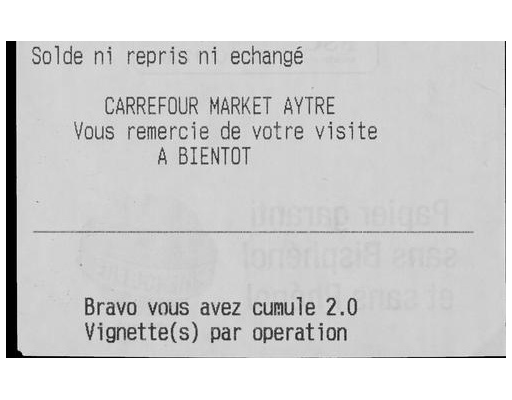 Solde ni repris ni echangé
CARREFOUR MARKET AYTRE
Vous remercie de votre visite
A BIENTOT
Bravo vous avez cumule 2.0
Vignette(s) par operation
Papier garanti
sans Bisphénol
et sans Phénol